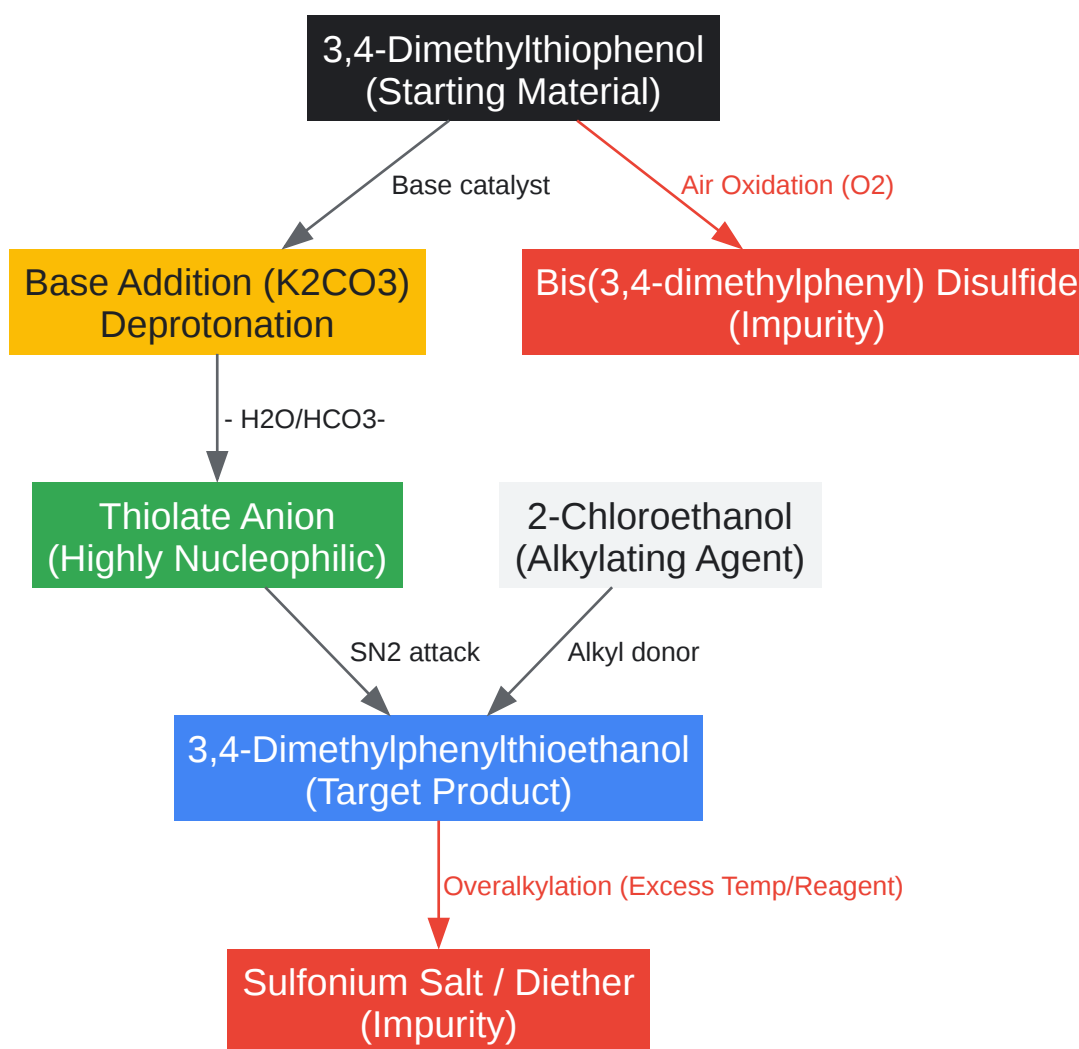 3,4-Dimethylthiophenol
(Starting Material)
Base catalyst
Air Oxidation (O2)
Base Addition (K2CO3)
Deprotonation
Bis(3,4-dimethylphenyl) Disulfide
(Impurity)
- H2O/HCO3-
Thiolate Anion
(Highly Nucleophilic)
2-Chloroethanol
(Alkylating Agent)
SN2 attack
Alkyl donor
3,4-Dimethylphenylthioethanol
(Target Product)
Overalkylation (Excess Temp/Reagent)
Sulfonium Salt / Diether
(Impurity)